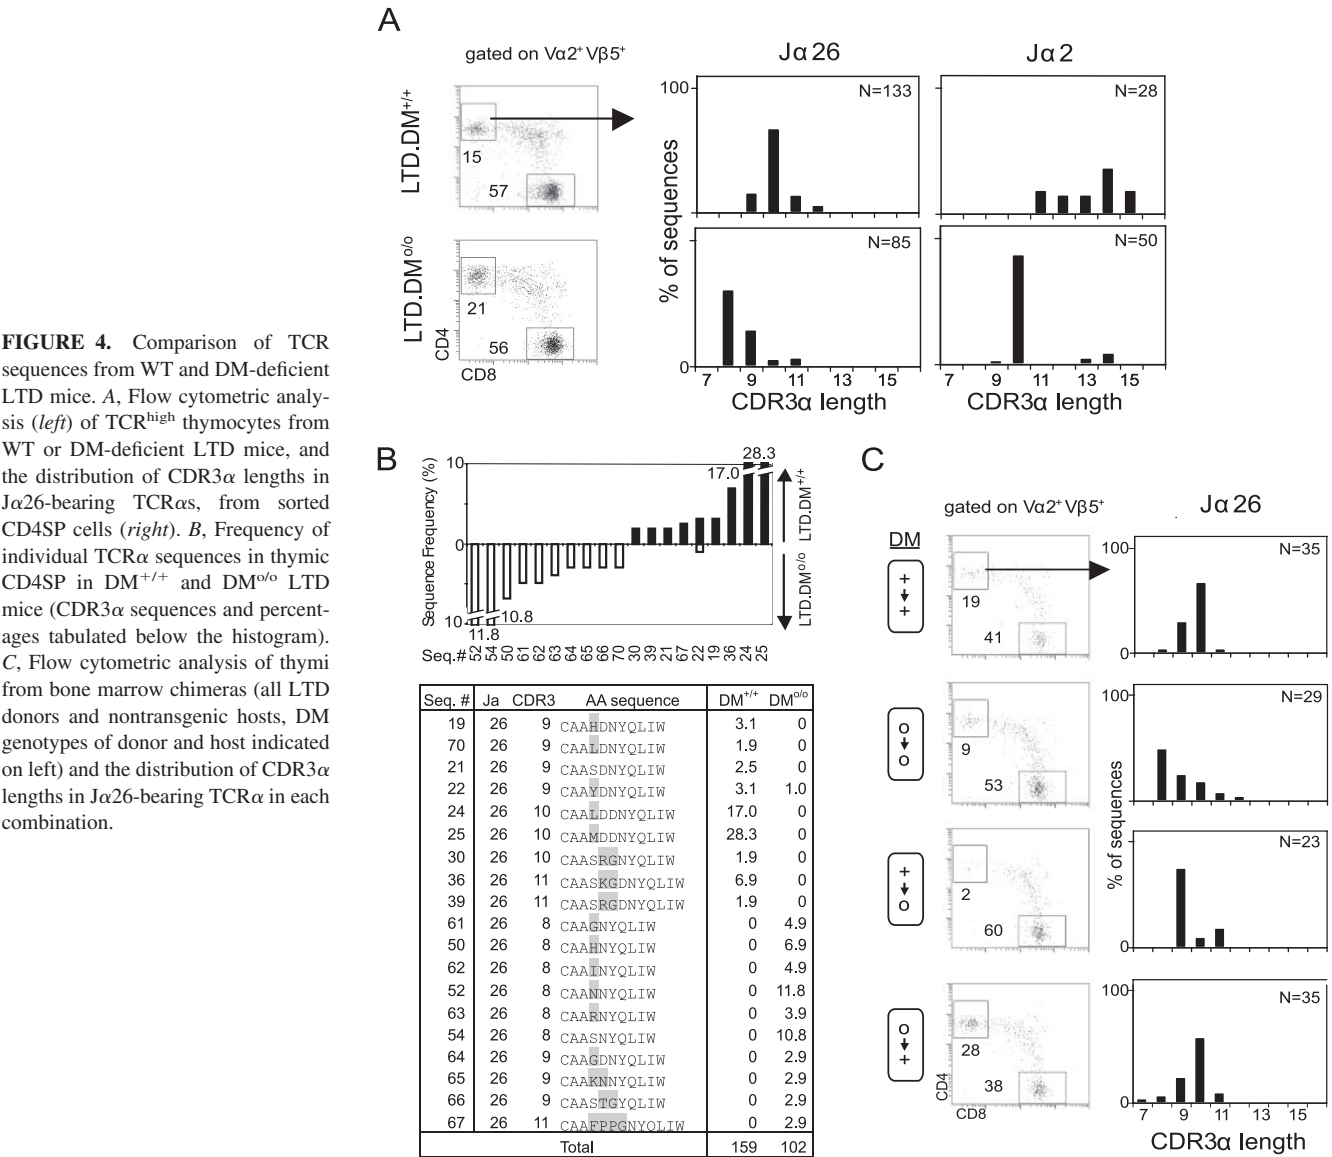 FIGURE 4. Comparison of TCR
sequences from WT and DM-deficient
LTD mice. A, Flow cytometric analy-
sis (left) of TCRhigh thymocytes from
WT or DM-deficient LTD mice, and
the distribution of CDR3α lengths in
Jα26-bearing TCRαs, from sorted
CD4SP cells (right). B, Frequency of
individual TCRα sequences in thymic
CD4SP in DM+/+ and DMo/o LTD
mice (CDR3α sequences and percent-
ages tabulated below the histogram).
C, Flow cytometric analysis of thymi
from bone marrow chimeras (all LTD
donors and nontransgenic hosts, DM
genotypes of donor and host indicated
on left) and the distribution of CDR3α
lengths in Jα26-bearing TCRα in each
combination.
A
gated on Vα2+ Vβ5+
Jα26
Jα2
LTD.DM+/+
15
57
100
N=133
N=28
LTD.DMo/o
21
56
CD4
CD8
% of sequences
N=85
N=50
0
7 9 11 13 15
7 9 11 13 15
CDR3α length
CDR3α length
B
Sequence Frequency (%)
10
0
10
28.3
17.0
10.8
11.8
LTD.DM+/+
LTD.DMo/o
Seq.# 52 54 50 61 62 63 64 65 66 70 30 39 21 67 22 19 36 24 25
Seq. # Ja CDR3 AA sequence DM+/+ DMo/o
19 26 9 CAAHDNYQLIW 3.1 0
70 26 9 CAALDNYQLIW 1.9 0
21 26 9 CAASDNYQLIW 2.5 0
22 26 9 CAAYDNYQLIW 3.1 1.0
24 26 10 CAALDDNYQLIW 17.0 0
25 26 10 CAAMDDNYQLIW 28.3 0
30 26 10 CAASRGNYQLIW 1.9 0
36 26 11 CAASKGDNYQLIW 6.9 0
39 26 11 CAASRGDNYQLIW 1.9 0
61 26 8 CAAGNYQLIW 0 4.9
50 26 8 CAAHNYQLIW 0 6.9
62 26 8 CAAINYQLIW 0 4.9
52 26 8 CAANNYQLIW 0 11.8
63 26 8 CAARNYQLIW 0 3.9
54 26 8 CAASNYQLIW 0 10.8
64 26 9 CAAGDNYQLIW 0 2.9
65 26 9 CAAKNNYQLIW 0 2.9
66 26 9 CAASTGYQLIW 0 2.9
67 26 11 CAAFPPGNYQLIW 0 2.9
Total 159 102
C
gated on Vα2+ Vβ5+
Jα26
DM
+
+
19
41
100
0
N=35
o
o
9
53
100
N=29
+
o
2
60
% of sequences
100
0
N=23
o
+
28
38
CD4
CD8
100
0
N=35
7 9 11 13 15
CDR3α length